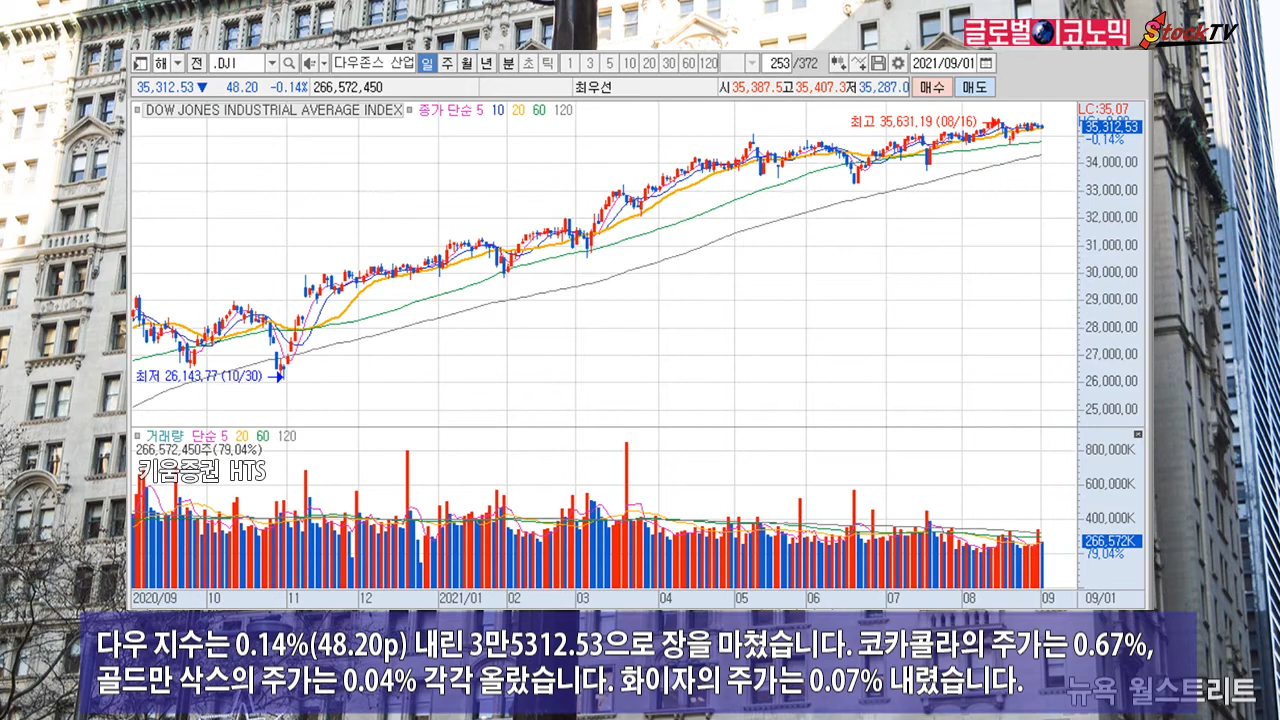 글로벌 코노믹 StockTV
해 전 .DJI 다우존스 산업 일 주 월 년 분 초 틱 1 3 5 10 20 30 60 120 253/372 2021/09/01
35,312.53 ▼ 48.20 -0.14% 266,572,450 최우선 시 35,387.5 고 35,407.3 저 35,287.0 매수 매도
DOW JONES INDUSTRIAL AVERAGE INDEX 종가 단순 5 10 20 60 120
LC:35.07
최고 35,631.19 (08/16)
35,312.53
-0.14%
34,000.00
33,000.00
32,000.00
31,000.00
30,000.00
29,000.00
28,000.00
27,000.00
최저 26,143.77 (10/30)
26,000.00
25,000.00
거래량 단순 5 20 60 120
266,572,450주(79.04%)
800,000K
키움증권 HTS
600,000K
400,000K
266,572K
79.04%
2020/09 10 11 12 2021/01 02 03 04 05 06 07 08 09 09/01
다우 지수는 0.14%(48.20p) 내린 3만5312.53으로 장을 마쳤습니다. 코카콜라의 주가는 0.67%,
골드만 삭스의 주가는 0.04% 각각 올랐습니다. 화이자의 주가는 0.07% 내렸습니다.
뉴욕 월스트리트